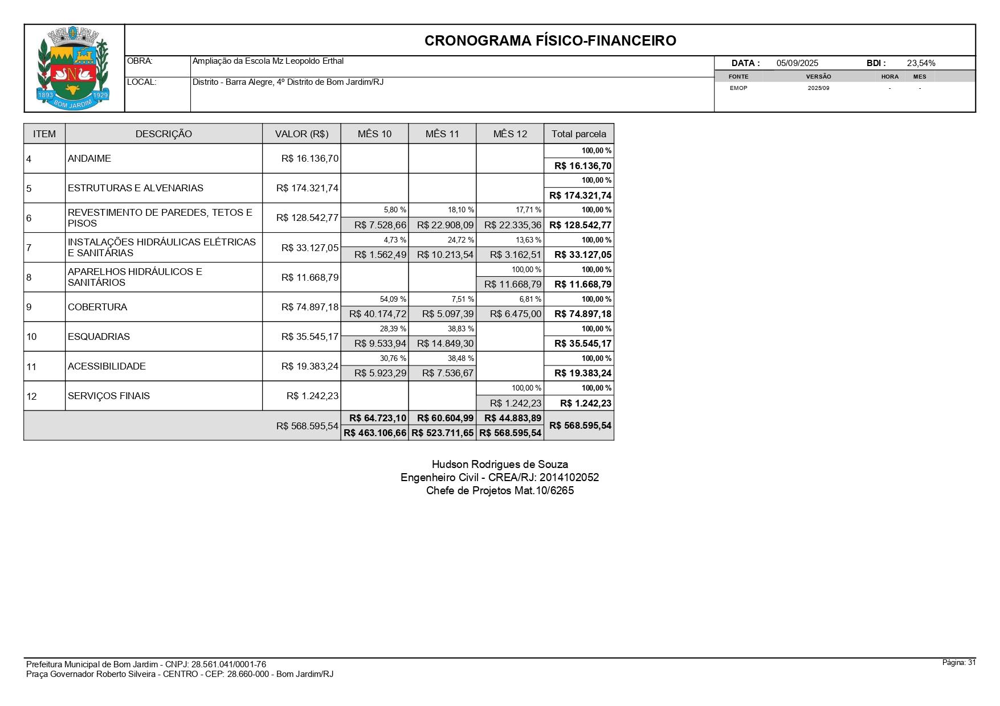 CRONOGRAMA FÍSICO-FINANCEIRO
OBRA: Ampliação da Escola Mz Leopoldo Erthal
DATA : 05/09/2025 BDI : 23,54%
FONTE VERSÃO HORA MES
LOCAL: Distrito - Barra Alegre, 4º Distrito de Bom Jardim/RJ
EMOP 2025/09 - -
N
1893 1929
BOM JARDIM
ITEM DESCRIÇÃO VALOR (R$) MÊS 10 MÊS 11 MÊS 12 Total parcela
100,00 %
4 ANDAIME R$ 16.136,70
R$ 16.136,70
100,00 %
5 ESTRUTURAS E ALVENARIAS R$ 174.321,74
R$ 174.321,74
6 REVESTIMENTO DE PAREDES, TETOS E PISOS R$ 128.542,77 5,80 % 18,10 % 17,71 % 100,00 %
R$ 7.528,66 R$ 22.908,09 R$ 22.335,36 R$ 128.542,77
7 INSTALAÇÕES HIDRÁULICAS ELÉTRICAS E SANITÁRIAS R$ 33.127,05 4,73 % 24,72 % 13,63 % 100,00 %
R$ 1.562,49 R$ 10.213,54 R$ 3.162,51 R$ 33.127,05
8 APARELHOS HIDRÁULICOS E SANITÁRIOS R$ 11.668,79 100,00 % 100,00 %
R$ 11.668,79 R$ 11.668,79
9 COBERTURA R$ 74.897,18 54,09 % 7,51 % 6,81 % 100,00 %
R$ 40.174,72 R$ 5.097,39 R$ 6.475,00 R$ 74.897,18
10 ESQUADRIAS R$ 35.545,17 28,39 % 38,83 % 100,00 %
R$ 9.533,94 R$ 14.849,30 R$ 35.545,17
11 ACESSIBILIDADE R$ 19.383,24 30,76 % 38,48 % 100,00 %
R$ 5.923,29 R$ 7.536,67 R$ 19.383,24
12 SERVIÇOS FINAIS R$ 1.242,23 100,00 % 100,00 %
R$ 1.242,23 R$ 1.242,23
R$ 568.595,54 R$ 64.723,10 R$ 60.604,99 R$ 44.883,89 R$ 568.595,54
R$ 463.106,66 R$ 523.711,65 R$ 568.595,54
Hudson Rodrigues de Souza
Engenheiro Civil - CREA/RJ: 2014102052
Chefe de Projetos Mat.10/6265
Prefeitura Municipal de Bom Jardim - CNPJ: 28.561.041/0001-76
Praça Governador Roberto Silveira - CENTRO - CEP: 28.660-000 - Bom Jardim/RJ
Página: 31